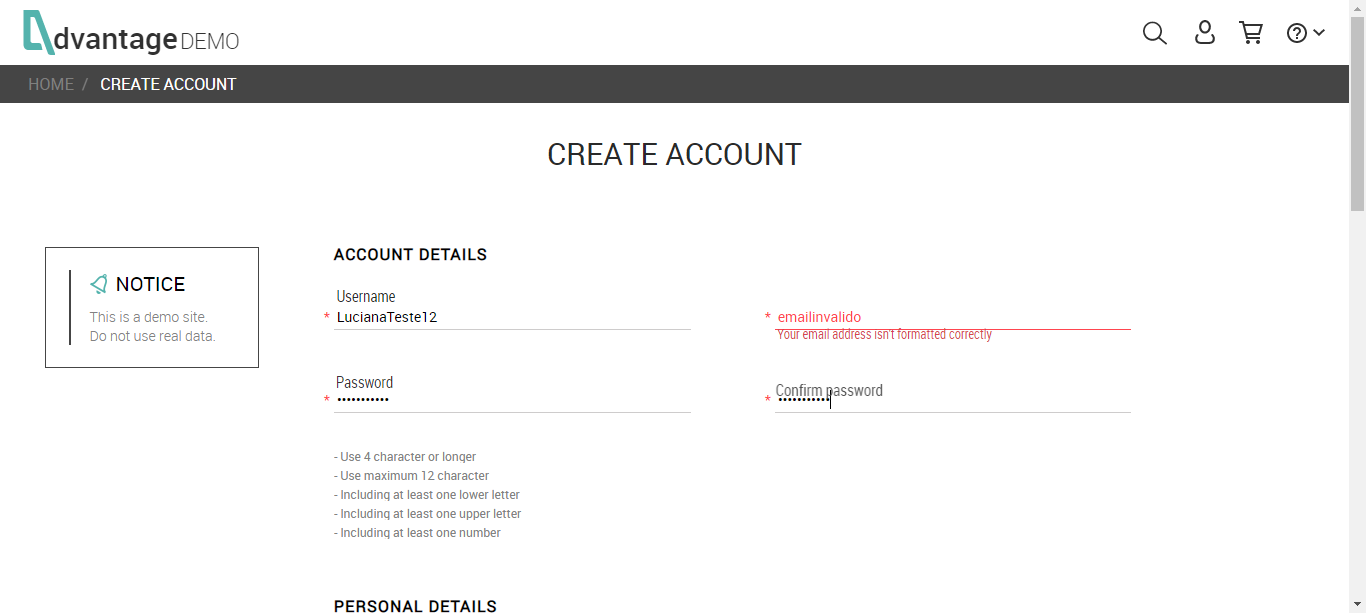 dvantage DEMO
HOME / CREATE ACCOUNT
CREATE ACCOUNT
NOTICE
This is a demo site.
Do not use real data.
ACCOUNT DETAILS
Username
* LucianaTeste12
* emailinvalido
Your email address isn't formatted correctly
Password
* •••••••••••
Confirm password
* •••••••••••
- Use 4 character or longer
- Use maximum 12 character
- Including at least one lower letter
- Including at least one upper letter
- Including at least one number
PERSONAL DETAILS